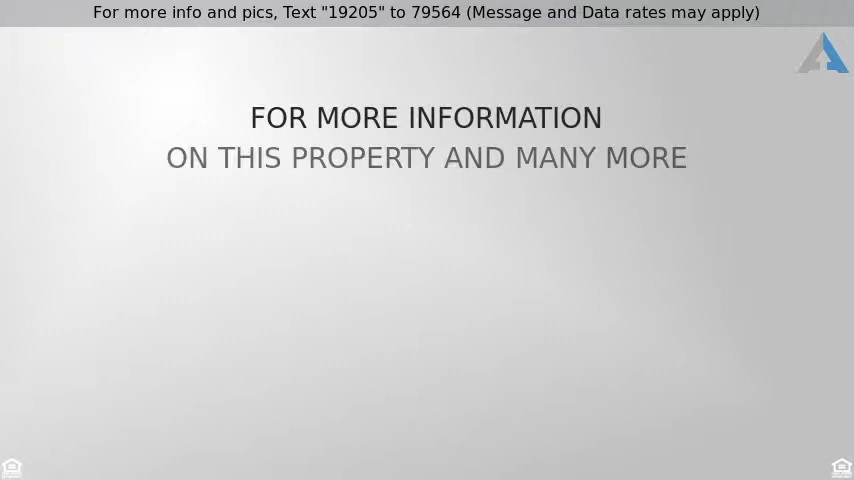 For more info and pics, Text "19205" to 79564 (Message and Data rates may apply)
FOR MORE INFORMATION
ON THIS PROPERTY AND MANY MORE